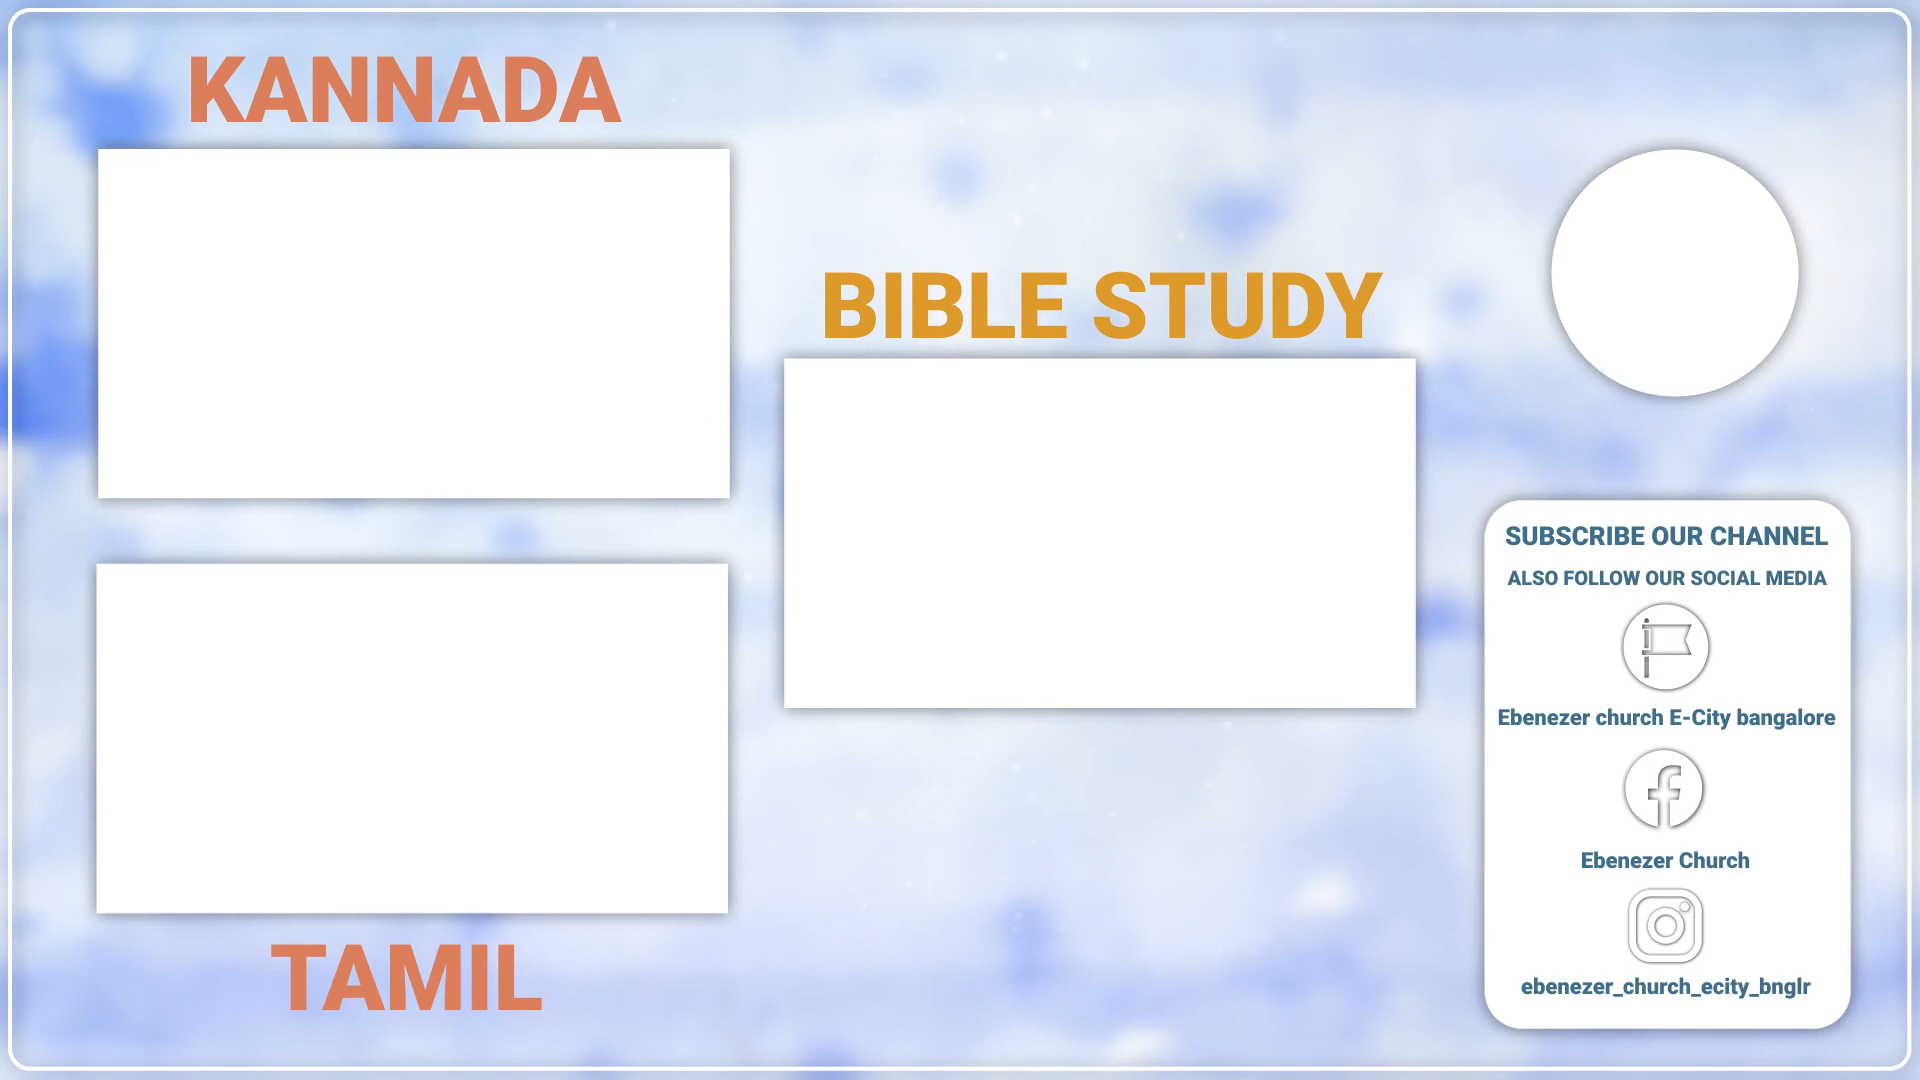 KANNADA
BIBLE STUDY
TAMIL
SUBSCRIBE OUR CHANNEL
ALSO FOLLOW OUR SOCIAL MEDIA
Ebenezer church E-City bangalore
Ebenezer Church
ebenezer_church_ecity_bnglr